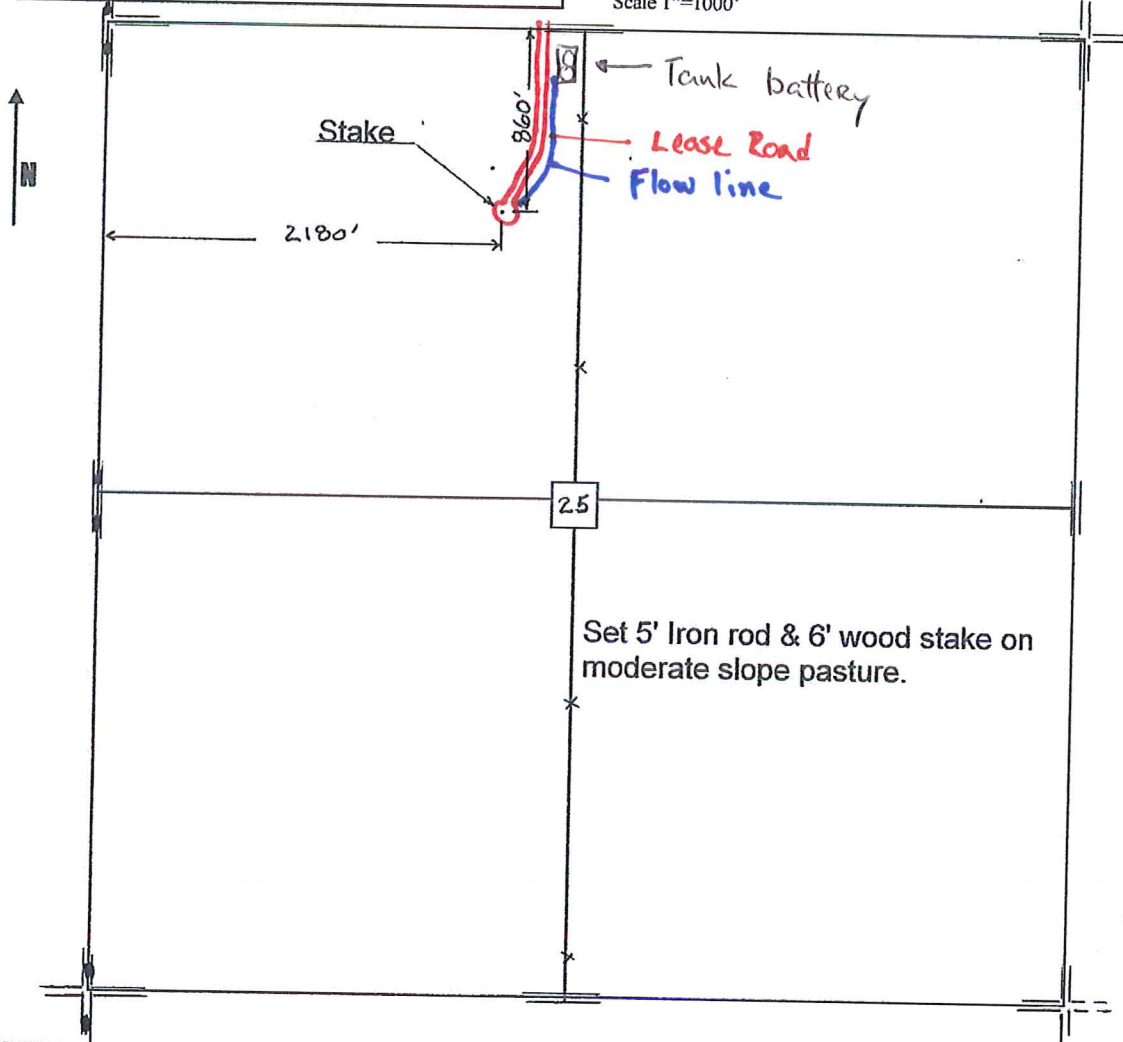 Scale 1"=1000'
Tank battery
860'
Stake
Lease Road
N
Flow line
2180'
25
Set 5' Iron rod & 6' wood stake on
moderate slope pasture.